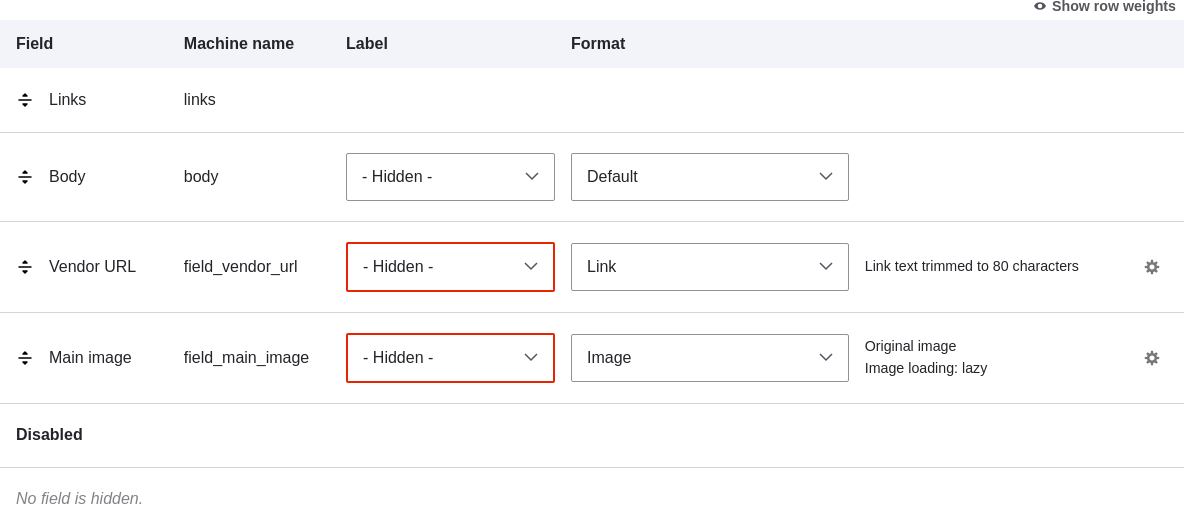 Show row weights
Field Machine name Label Format
Links links
Body body - Hidden - Default
Vendor URL field_vendor_url - Hidden - Link Link text trimmed to 80 characters
Main image field_main_image - Hidden - Image Original image
Image loading: lazy
Disabled
No field is hidden.